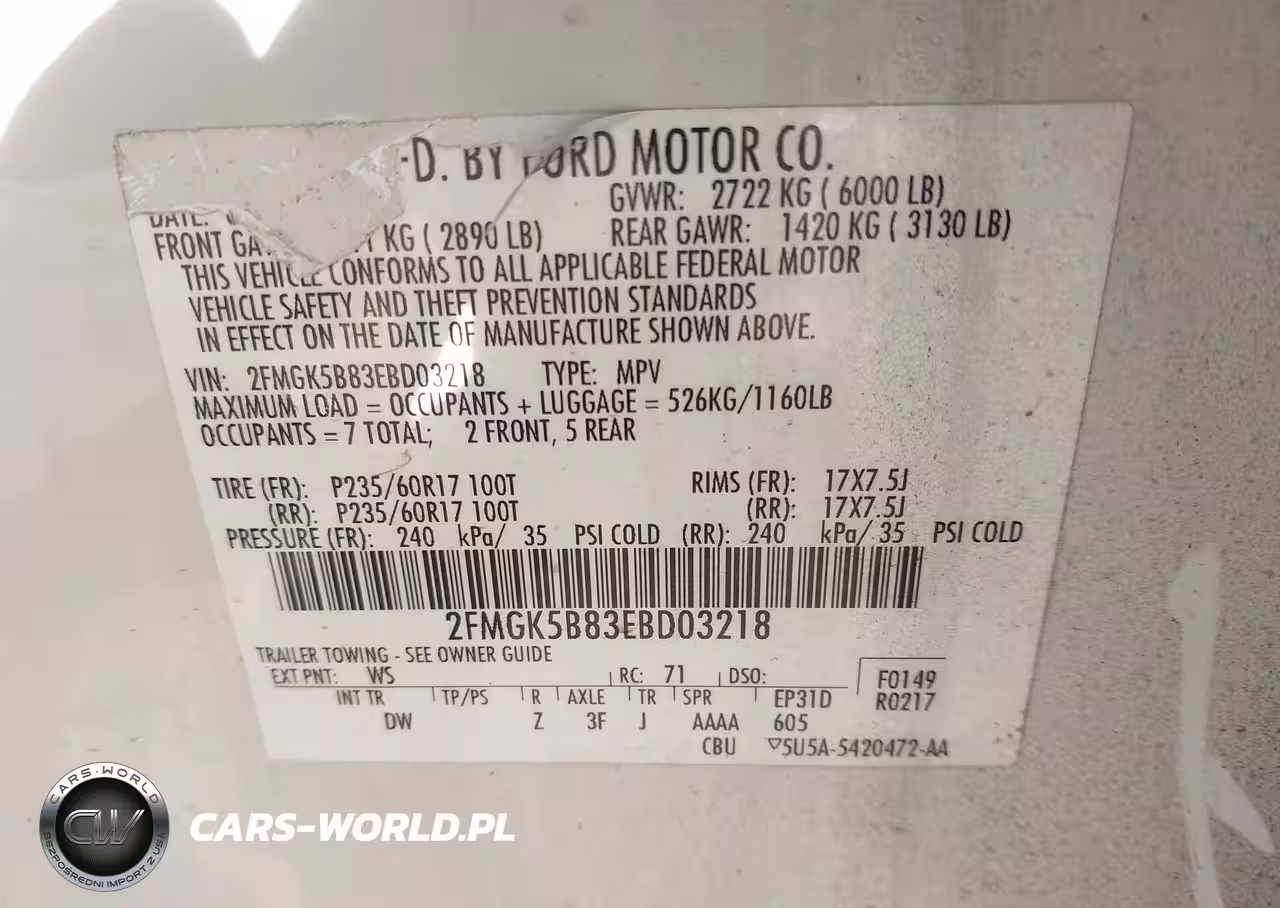 BY FORD MOTOR CO.
GVWR: 2722 KG ( 6000 LB)
DATE:
FRONT KG ( 2890 LB) REAR GAWR: 1420 KG ( 3130 LB)
THIS VEHICLE CONFORMS TO ALL APPLICABLE FEDERAL MOTOR
VEHICLE SAFETY AND THEFT PREVENTION STANDARDS
IN EFFECT ON THE DATE OF MANUFACTURE SHOWN ABOVE.
VIN: 2FMGK5B83EBD03218 TYPE: MPV
MAXIMUM LOAD = OCCUPANTS + LUGGAGE = 526KG/1160LB
OCCUPANTS = 7 TOTAL; 2 FRONT, 5 REAR
TIRE (FR): P235/60R17 100T RIMS (FR): 17X7.5J
(RR): P235/60R17 100T (RR): 17X7.5J
PRESSURE (FR): 240 kPa/ 35 PSI COLD (RR): 240 kPa/ 35 PSI COLD
2FMGK5B83EBD03218
TRAILER TOWING - SEE OWNER GUIDE
EXT PNT: WS RC: 71 DSO: F0149
INT TR TP/PS R AXLE TR SPR EP31D R0217
DW Z 3F J AAAA 605
CBU ▽5U5A-5420472-AA
CARS-WORLD
CW
BEZPOŚREDNI IMPORT Z USA
CARS-WORLD.PL